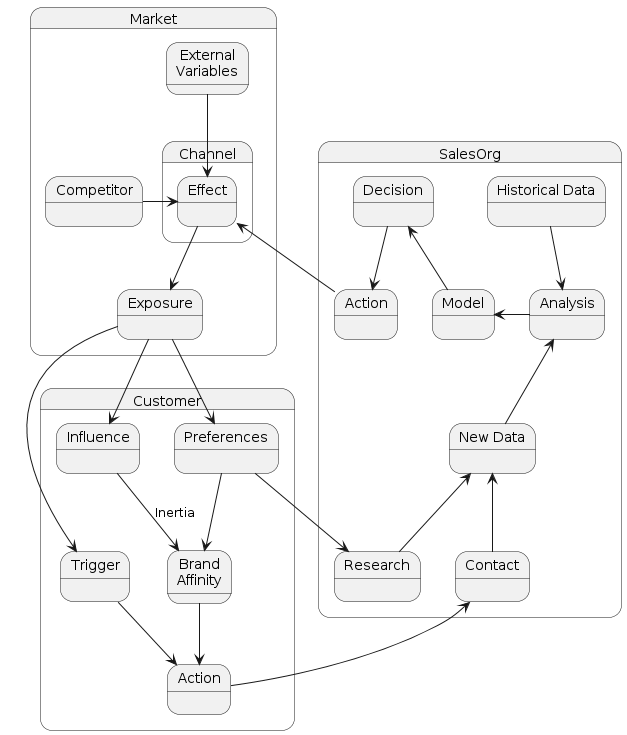 Market
External
Variables
Channel
Competitor
Effect
Exposure
SalesOrg
Decision
Historical Data
Action
Model
Analysis
New Data
Research
Contact
Customer
Influence
Preferences
Inertia
Trigger
Brand
Affinity
Action